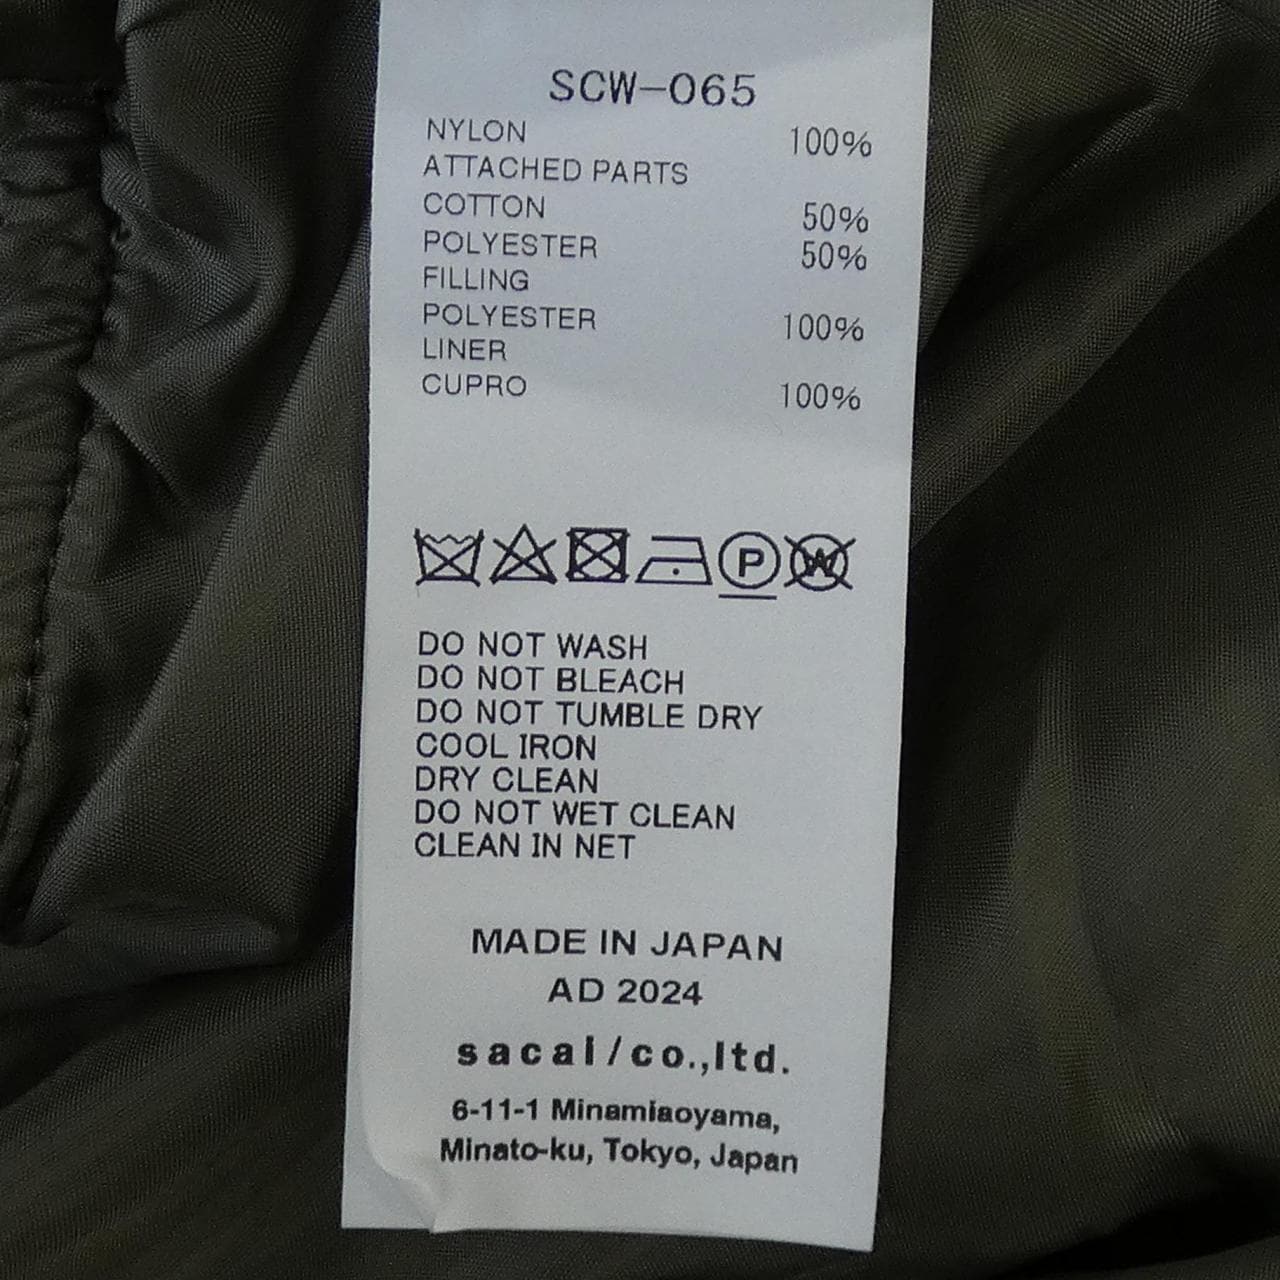 SCW-065
NYLON 100%
ATTACHED PARTS
COTTON 50%
POLYESTER 50%
FILLING
POLYESTER 100%
LINER
CUPRO 100%
P W
DO NOT WASH
DO NOT BLEACH
DO NOT TUMBLE DRY
COOL IRON
DRY CLEAN
DO NOT WET CLEAN
CLEAN IN NET
MADE IN JAPAN
AD 2024
sacai/co.,ltd.
6-11-1 Minamiaoyama,
Minato-ku, Tokyo, Japan